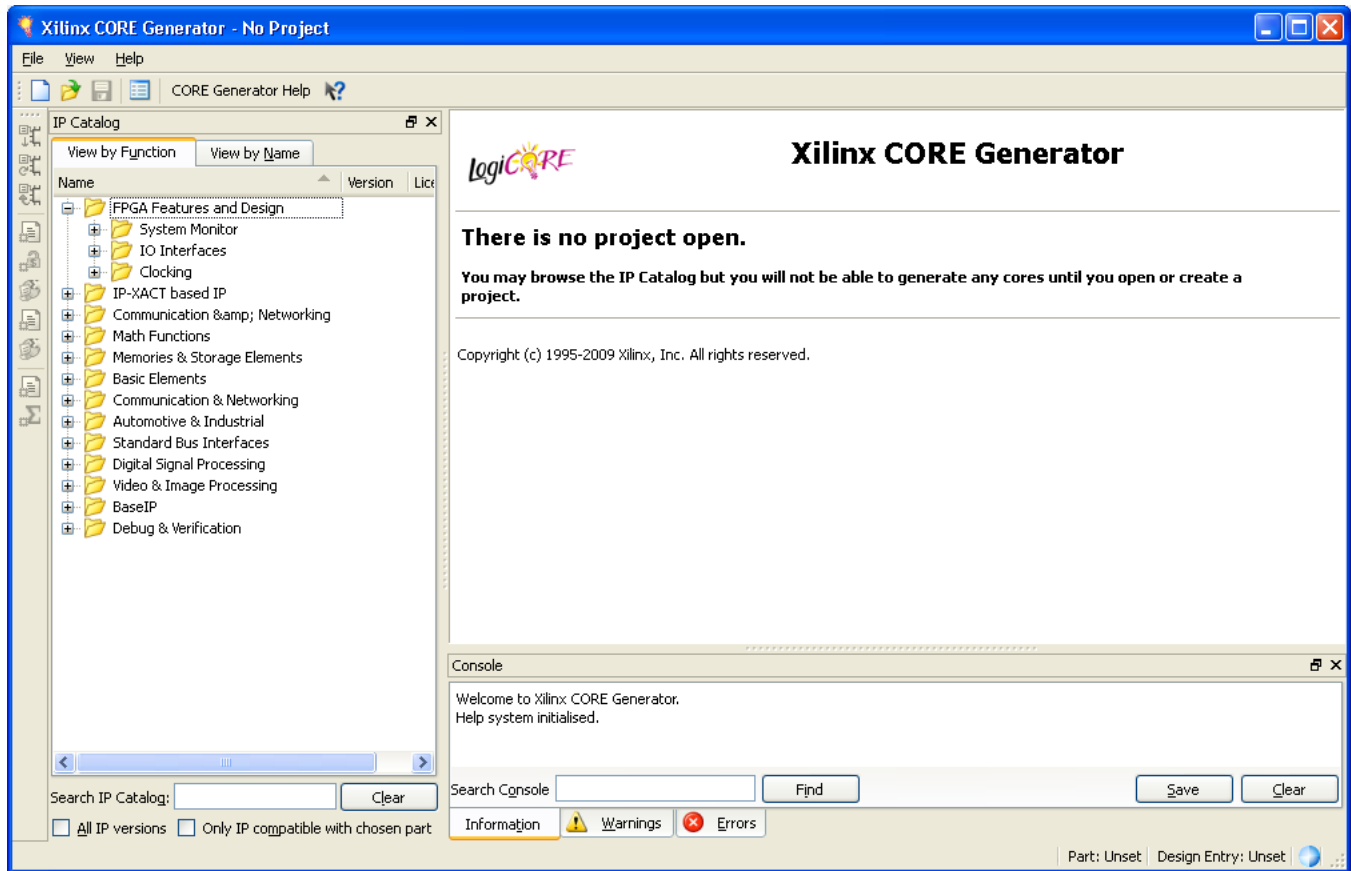 Xilinx CORE Generator - No Project
File View Help
CORE Generator Help
IP Catalog
View by Function View by Name
Name Version Lice
FPGA Features and Design
System Monitor
IO Interfaces
Clocking
IP-XACT based IP
Communication &amp; Networking
Math Functions
Memories & Storage Elements
Basic Elements
Communication & Networking
Automotive & Industrial
Standard Bus Interfaces
Digital Signal Processing
Video & Image Processing
BaseIP
Debug & Verification
Search IP Catalog: Clear
All IP versions Only IP compatible with chosen part
LogiCORE
Xilinx CORE Generator
There is no project open.
You may browse the IP Catalog but you will not be able to generate any cores until you open or create a
project.
Copyright (c) 1995-2009 Xilinx, Inc. All rights reserved.
Console
Welcome to Xilinx CORE Generator.
Help system initialised.
Search Console Find Save Clear
Information Warnings Errors
Part: Unset Design Entry: Unset